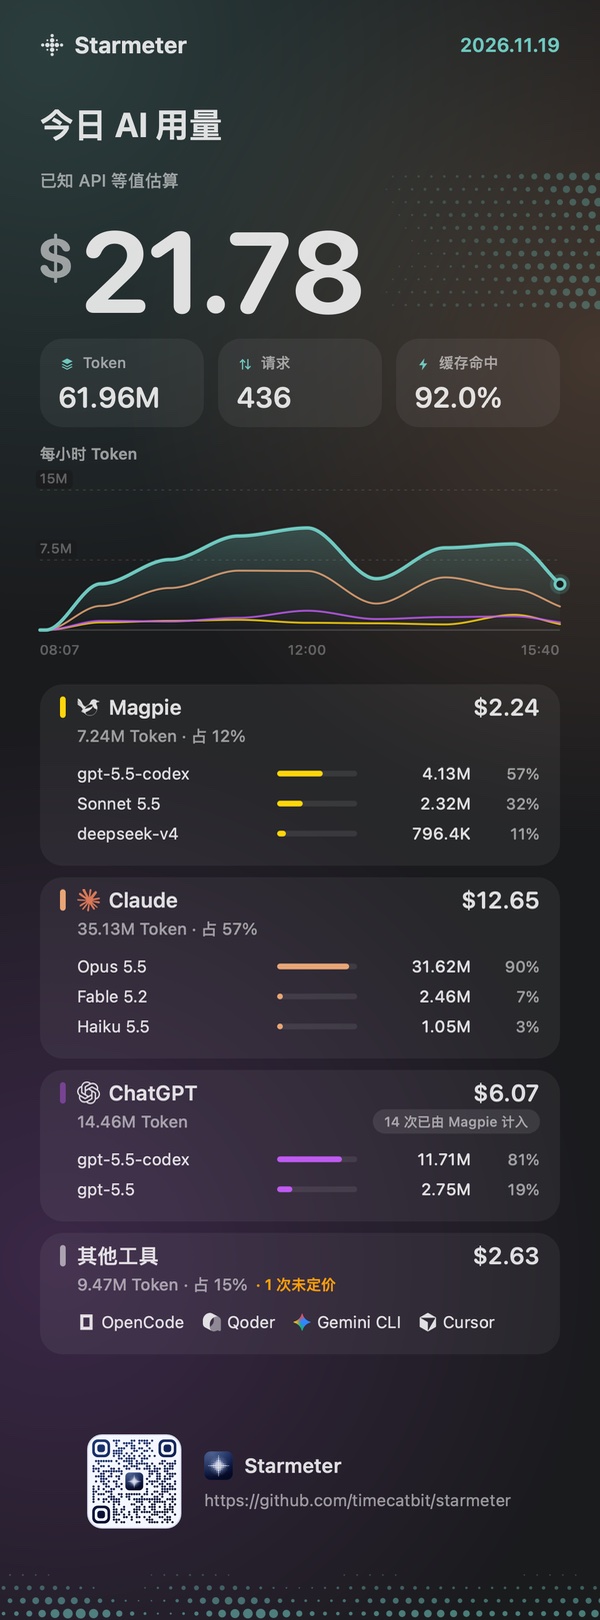 Starmeter 2026.11.19
今日 AI 用量
已知 API 等值估算
$21.78
Token 请求 缓存命中
61.96M 436 92.0%
每小时 Token
15M
7.5M
08:07 12:00 15:40
Magpie $2.24
7.24M Token · 占 12%
gpt-5.5-codex 4.13M 57%
Sonnet 5.5 2.32M 32%
deepseek-v4 796.4K 11%
Claude $12.65
35.13M Token · 占 57%
Opus 5.5 31.62M 90%
Fable 5.2 2.46M 7%
Haiku 5.5 1.05M 3%
ChatGPT $6.07
14.46M Token 14 次已由 Magpie 计入
gpt-5.5-codex 11.71M 81%
gpt-5.5 2.75M 19%
其他工具 $2.63
9.47M Token · 占 15% · 1 次未定价
OpenCode Qoder Gemini CLI Cursor
Starmeter
https://github.com/timecatbit/starmeter